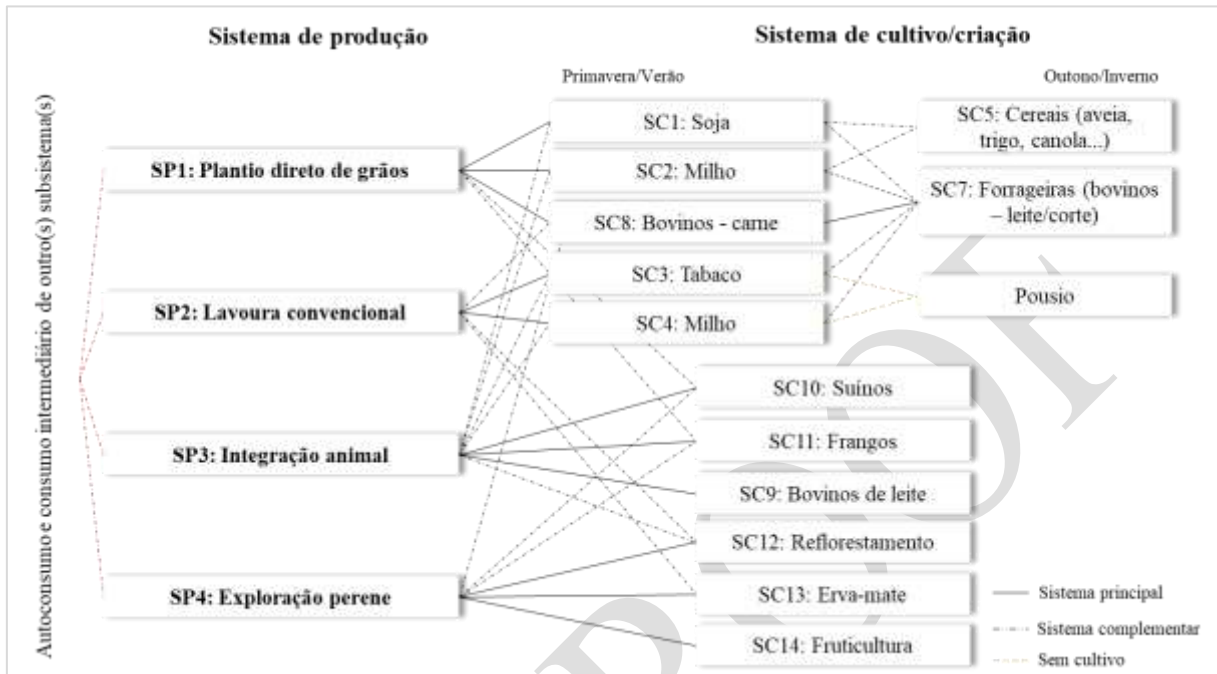 Sistema de produção
Sistema de cultivo/criação
Primavera/Verão
Outono/Inverno
Autoconsumo e consumo intermediário de outro(s) subsistema(s)
SP1: Plantio direto de grãos
SP2: Lavoura convencional
SP3: Integração animal
SP4: Exploração perene
SC1: Soja
SC2: Milho
SC8: Bovinos - carne
SC3: Tabaco
SC4: Milho
SC5: Cereais (aveia,
trigo, canola...)
SC7: Forrageiras (bovinos
– leite/corte)
Pousio
SC10: Suínos
SC11: Frangos
SC9: Bovinos de leite
SC12: Reflorestamento
SC13: Erva-mate
SC14: Fruticultura
Sistema principal
Sistema complementar
Sem cultivo